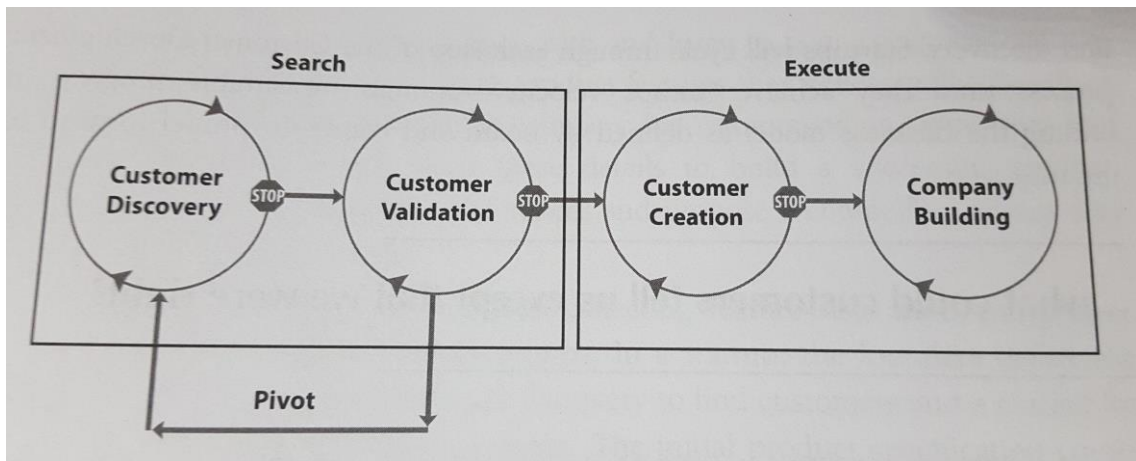 Search
Execute
Customer
Discovery
STOP
Customer
Validation
STOP
Customer
Creation
STOP
Company
Building
Pivot